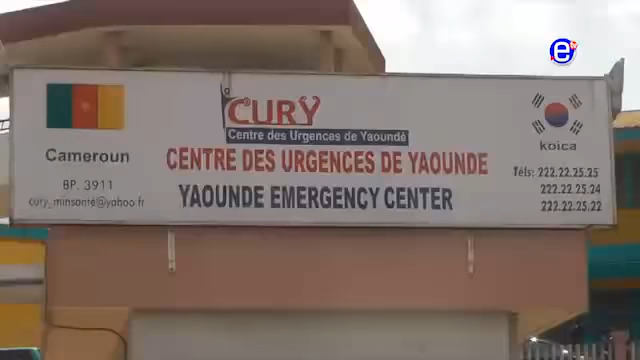 e
CURY
Centre des Urgences de Yaoundé
CENTRE DES URGENCES DE YAOUNDE
YAOUNDE EMERGENCY CENTER
Cameroun
BP. 3911
cury_minsanté@yahoo.fr
koica
Téls: 222.22.25.25
222.22.25.24
222.22.25.22